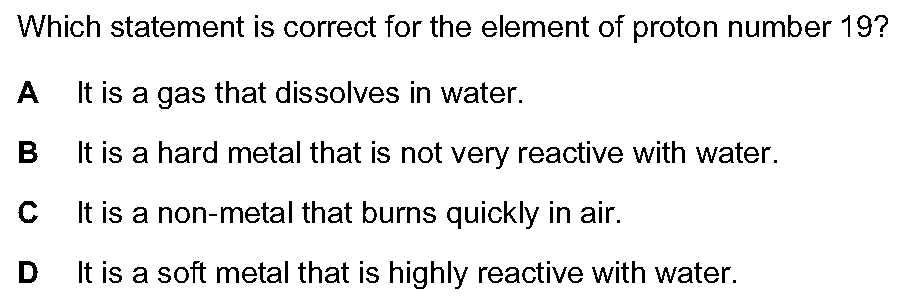 Which statement is correct for the element of proton number 19?
A It is a gas that dissolves in water.
B It is a hard metal that is not very reactive with water.
C It is a non-metal that burns quickly in air.
D It is a soft metal that is highly reactive with water.